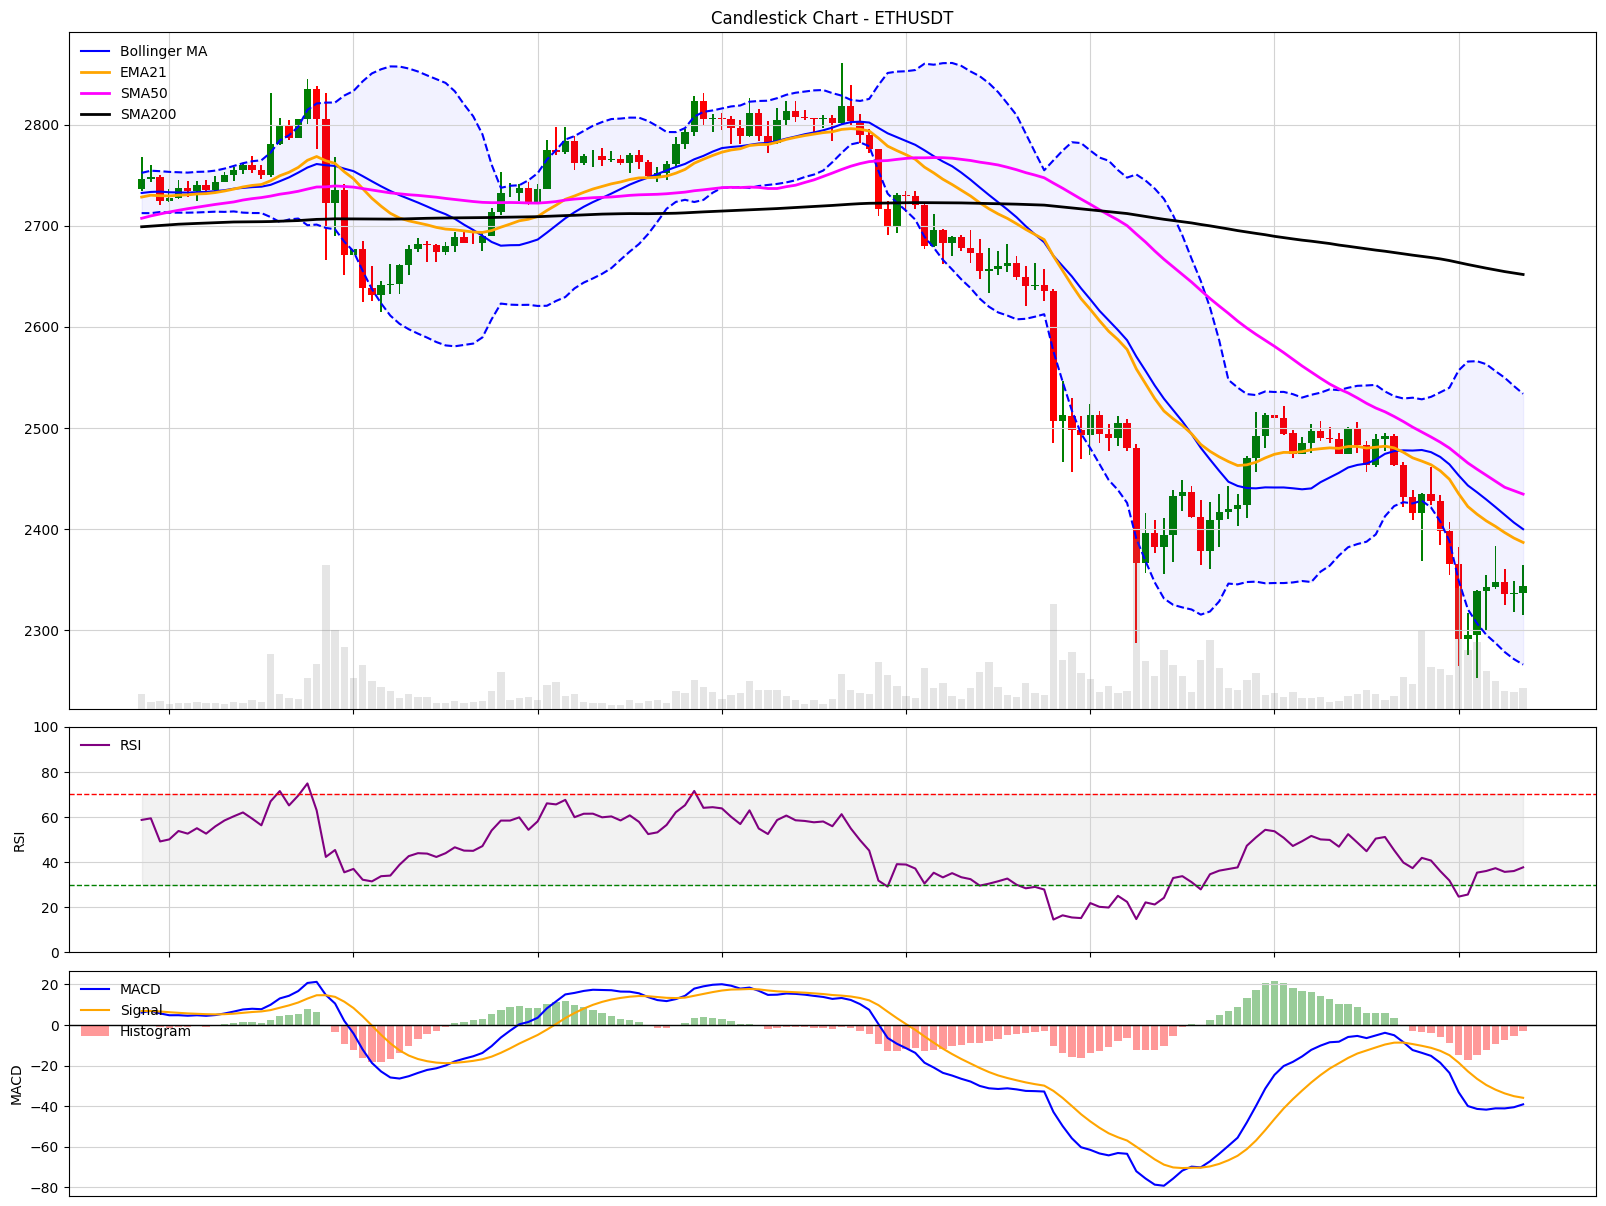 Candlestick Chart - ETHUSDT
Bollinger MA
EMA21
SMA50
SMA200
2800
2700
2600
2500
2400
2300
RSI
100
80
60
40
20
0
RSI
MACD
Signal
Histogram
20
0
−20
−40
−60
−80
MACD